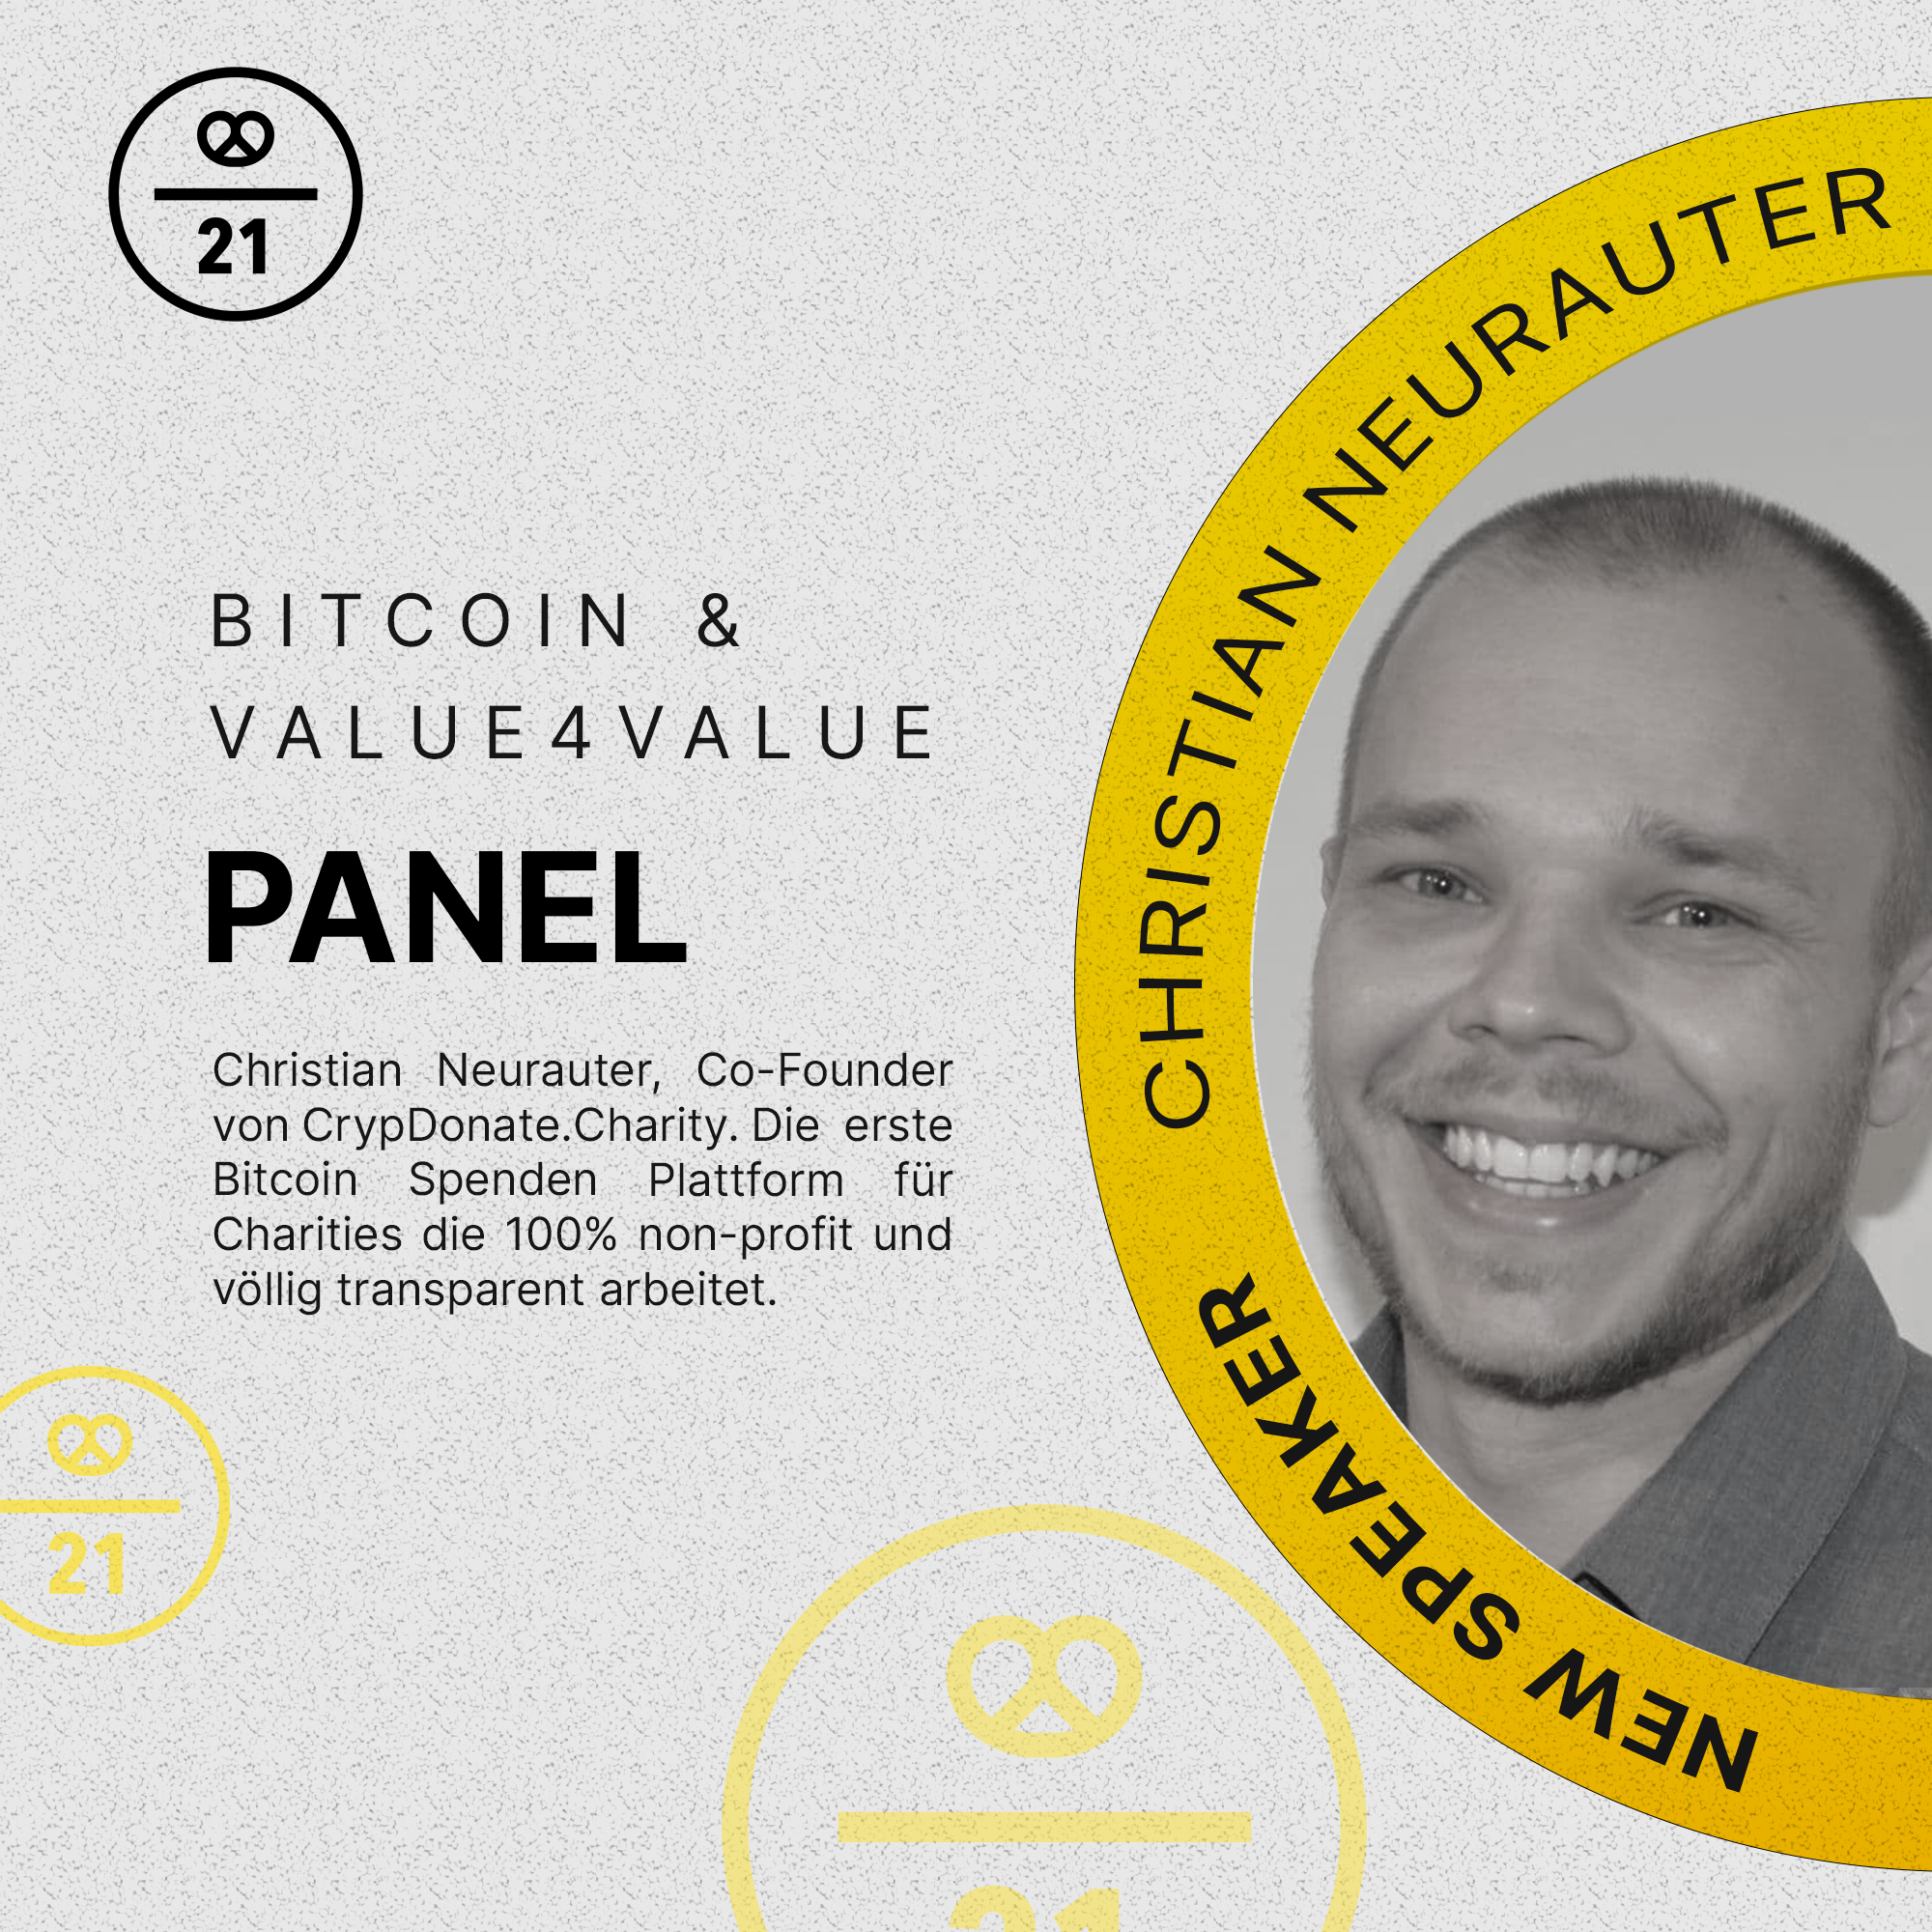 21
BITCOIN &
VALUE4VALUE
PANEL
Christian Neurauter, Co-Founder
von CrypDonate.Charity. Die erste
Bitcoin Spenden Plattform für
Charities die 100% non-profit und
völlig transparent arbeitet.
CHRISTIAN NEURAUTER
NEW SPEAKER
21
21